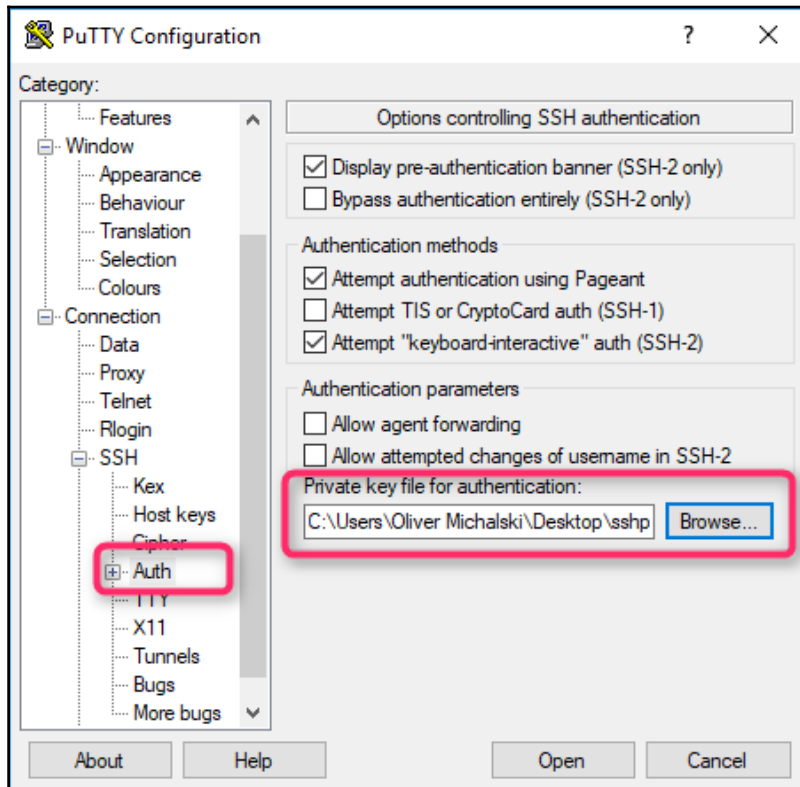 PuTTY Configuration
?
Category:
Features
Window
Appearance
Behaviour
Translation
Selection
Colours
Connection
Data
Proxy
Telnet
Rlogin
SSH
Kex
Host keys
Cipher
Auth
TTY
X11
Tunnels
Bugs
More bugs
Options controlling SSH authentication
Display pre-authentication banner (SSH-2 only)
Bypass authentication entirely (SSH-2 only)
Authentication methods
Attempt authentication using Pageant
Attempt TIS or CryptoCard auth (SSH-1)
Attempt "keyboard-interactive" auth (SSH-2)
Authentication parameters
Allow agent forwarding
Allow attempted changes of username in SSH-2
Private key file for authentication:
C:\Users\Oliver Michalski\Desktop\sshp Browse...
About Help Open Cancel